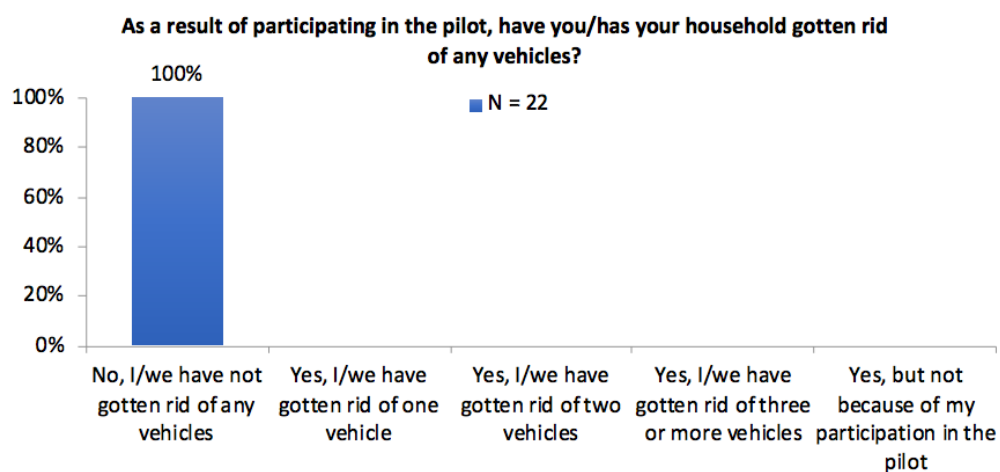 As a result of participating in the pilot, have you/has your household gotten rid
of any vehicles?
100%
N = 22
100%
80%
60%
40%
20%
0%
No, I/we have not
gotten rid of any
vehicles
Yes, I/we have
gotten rid of one
vehicle
Yes, I/we have
gotten rid of two
vehicles
Yes, I/we have
gotten rid of three
or more vehicles
Yes, but not
because of my
participation in the
pilot